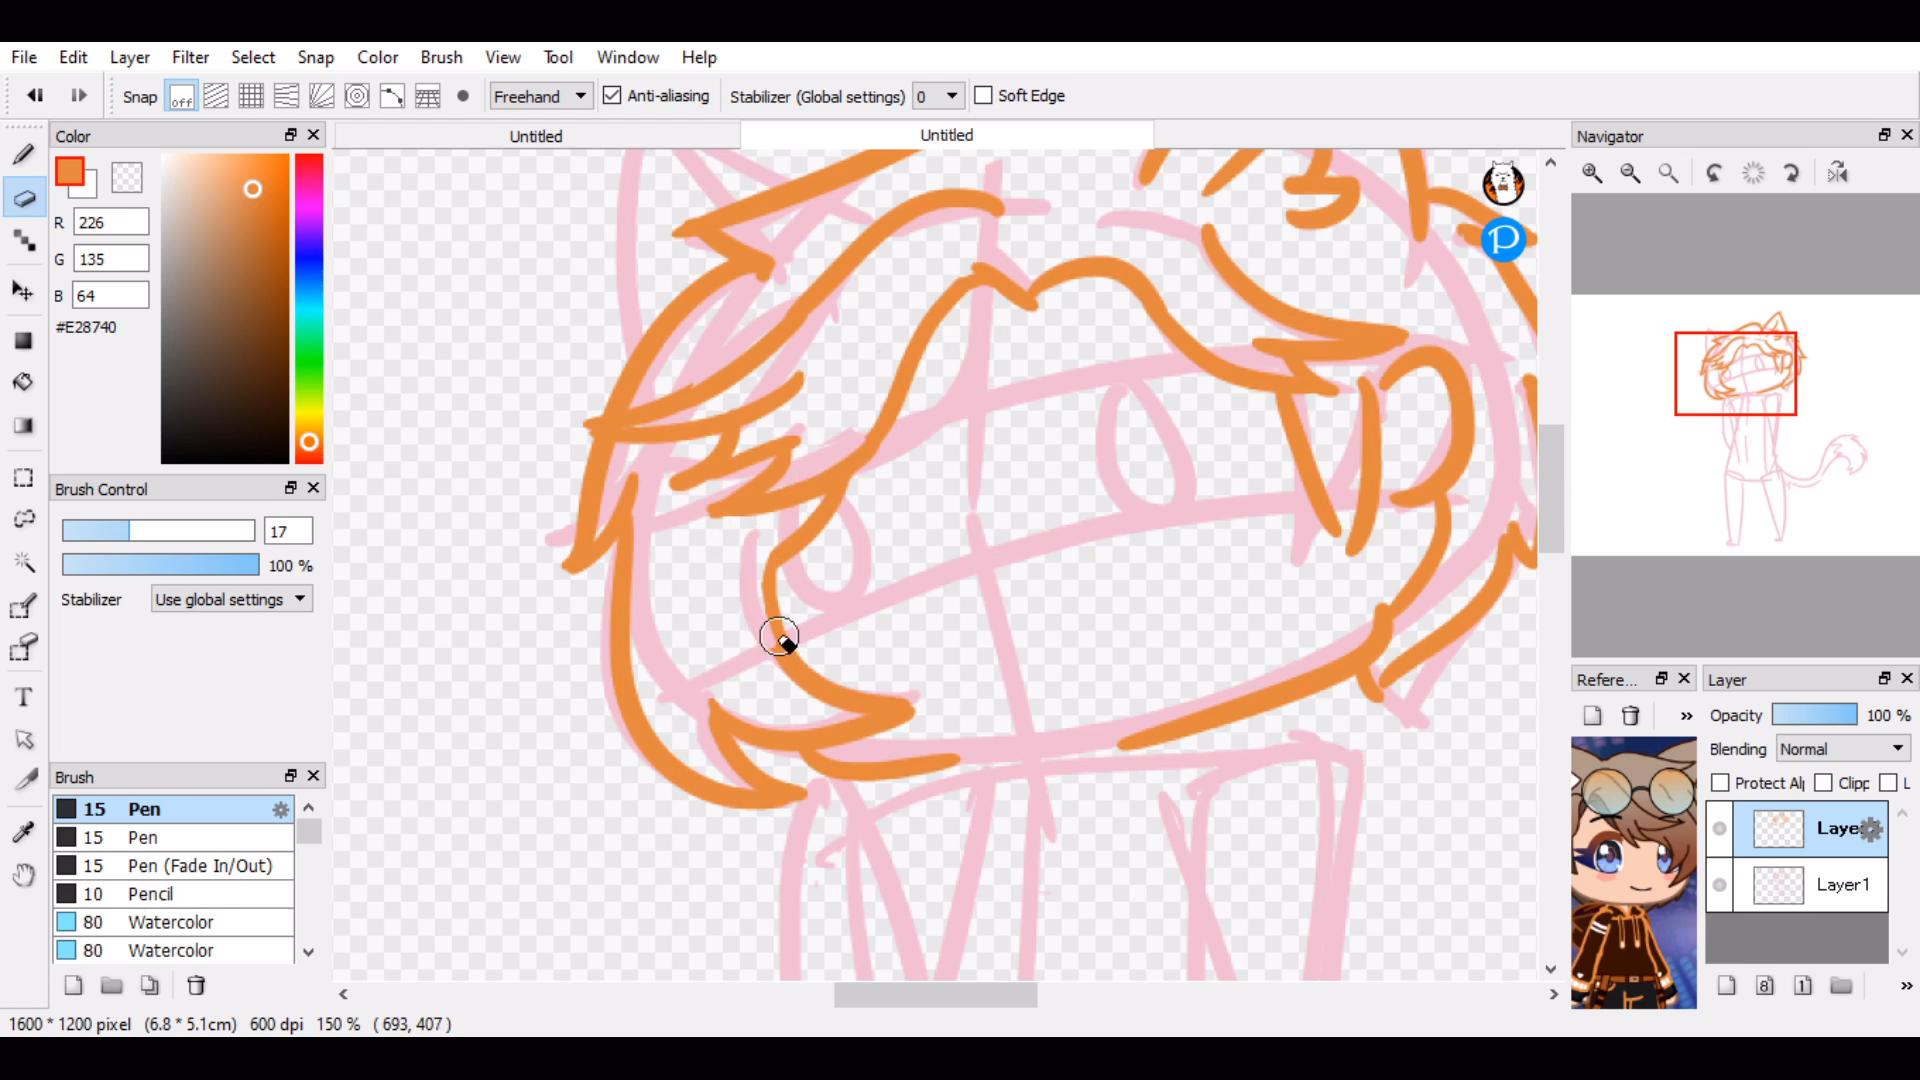 File Edit Layer Filter Select Snap Color Brush View Tool Window Help
Snap off Freehand Anti-aliasing Stabilizer (Global settings) 0 Soft Edge
Color
Untitled Untitled
Navigator
R 226
G 135
B 64
#E28740
Brush Control
17
100 %
Stabilizer Use global settings
Brush
15 Pen
15 Pen
15 Pen (Fade In/Out)
10 Pencil
80 Watercolor
80 Watercolor
Refere... Layer
» Opacity 100 %
Blending Normal
Protect Al Clipp L
Laye
Layer1
8 1 »
1600 * 1200 pixel (6.8 * 5.1cm) 600 dpi 150 % ( 693, 407 )
P